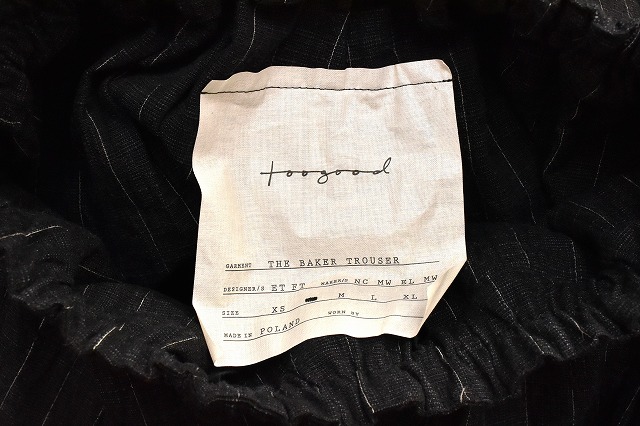 toogood
GARMENT THE BAKER TROUSER
DESIGNER/S ET FT MAKER/S NC MW KL MW
SIZE XS M L XL
MADE IN POLAND WORN BY